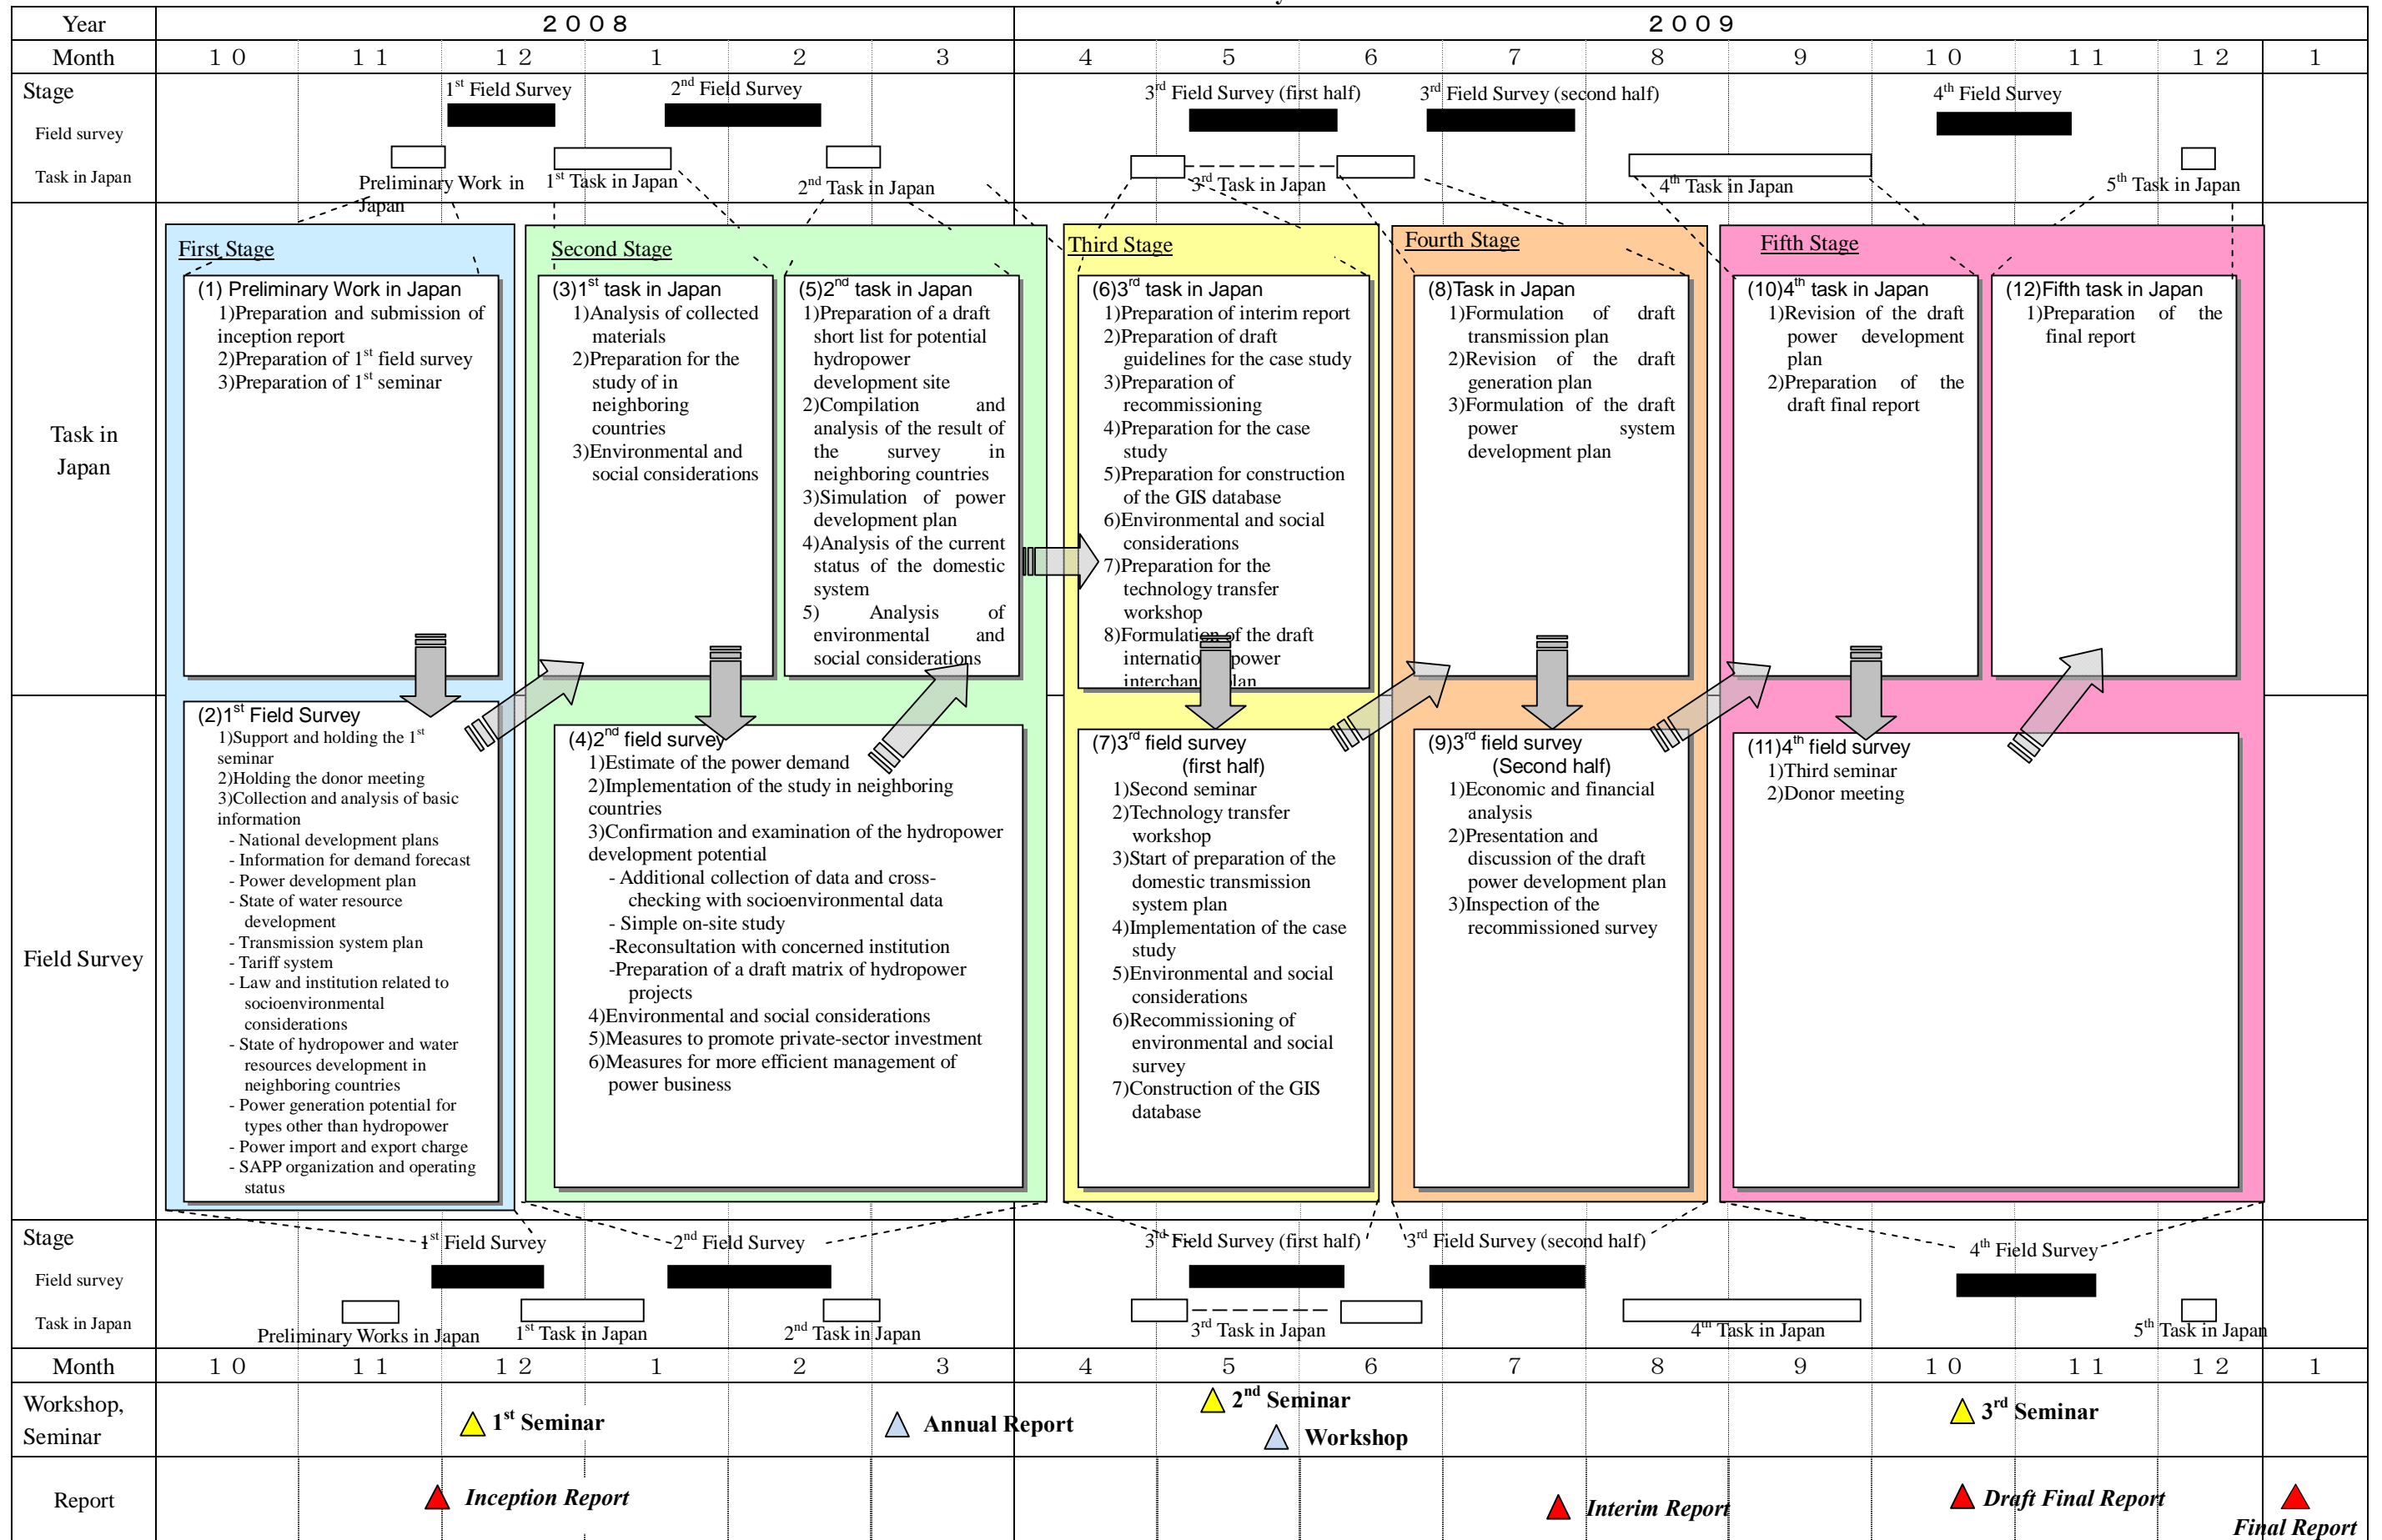 y
Year
２００８
２００９
Month
１０ １１ １２ １ ２ ３ ４ ５ ６ ７ ８ ９ １０ １１ １２ １
Stage
Field survey
Task in Japan
1st Field Survey
2nd Field Survey
3rd Field Survey (first half)
3rd Field Survey (second half)
4th Field Survey
Preliminary Work in
Japan
1st Task in Japan
2nd Task in Japan
3rd Task in Japan
4th Task in Japan
5th Task in Japan
Task in
Japan
First Stage
(1) Preliminary Work in Japan
1)Preparation and submission of
inception report
2)Preparation of 1st field survey
3)Preparation of 1st seminar
Second Stage
(3)1st task in Japan
1)Analysis of collected
materials
2)Preparation for the
study of in
neighboring
countries
3)Environmental and
social considerations
(5)2nd task in Japan
1)Preparation of a draft
short list for potential
hydropower
development site
2)Compilation and
analysis of the result of
the survey in
neighboring countries
3)Simulation of power
development plan
4)Analysis of the current
status of the domestic
system
5) Analysis of
environmental and
social considerations
Third Stage
(6)3rd task in Japan
1)Preparation of interim report
2)Preparation of draft
guidelines for the case study
3)Preparation of
recommissioning
4)Preparation for the case
study
5)Preparation for construction
of the GIS database
6)Environmental and social
considerations
7)Preparation for the
technology transfer
workshop
8)Formulation of the draft
international power
interchange plan
Fourth Stage
(8)Task in Japan
1)Formulation of draft
transmission plan
2)Revision of the draft
generation plan
3)Formulation of the draft
power system
development plan
Fifth Stage
(10)4th task in Japan
1)Revision of the draft
power development
plan
2)Preparation of the
draft final report
(12)Fifth task in Japan
1)Preparation of the
final report
Field Survey
(2)1st Field Survey
1)Support and holding the 1st
seminar
2)Holding the donor meeting
3)Collection and analysis of basic
information
- National development plans
- Information for demand forecast
- Power development plan
- State of water resource
development
- Transmission system plan
- Tariff system
- Law and institution related to
socioenvironmental
considerations
- State of hydropower and water
resources development in
neighboring countries
- Power generation potential for
types other than hydropower
- Power import and export charge
- SAPP organization and operating
status
(4)2nd field survey
1)Estimate of the power demand
2)Implementation of the study in neighboring
countries
3)Confirmation and examination of the hydropower
development potential
- Additional collection of data and cross-
checking with socioenvironmental data
- Simple on-site study
-Reconsultation with concerned institution
-Preparation of a draft matrix of hydropower
projects
4)Environmental and social considerations
5)Measures to promote private-sector investment
6)Measures for more efficient management of
power business
(7)3rd field survey
(first half)
1)Second seminar
2)Technology transfer
workshop
3)Start of preparation of the
domestic transmission
system plan
4)Implementation of the case
study
5)Environmental and social
considerations
6)Recommissioning of
environmental and social
survey
7)Construction of the GIS
database
(9)3rd field survey
(Second half)
1)Economic and financial
analysis
2)Presentation and
discussion of the draft
power development plan
3)Inspection of the
recommissioned survey
(11)4th field survey
1)Third seminar
2)Donor meeting
Stage
Field survey
Task in Japan
1st Field Survey
2nd Field Survey
3rd Field Survey (first half)
3rd Field Survey (second half)
4th Field Survey
Preliminary Works in Japan
1st Task in Japan
2nd Task in Japan
3rd Task in Japan
4th Task in Japan
5th Task in Japan
Month
１０ １１ １２ １ ２ ３ ４ ５ ６ ７ ８ ９ １０ １１ １２ １
Workshop,
Seminar
1st Seminar
Annual Report
2nd Seminar
Workshop
3rd Seminar
Report
Inception Report
Interim Report
Draft Final Report
Final Report